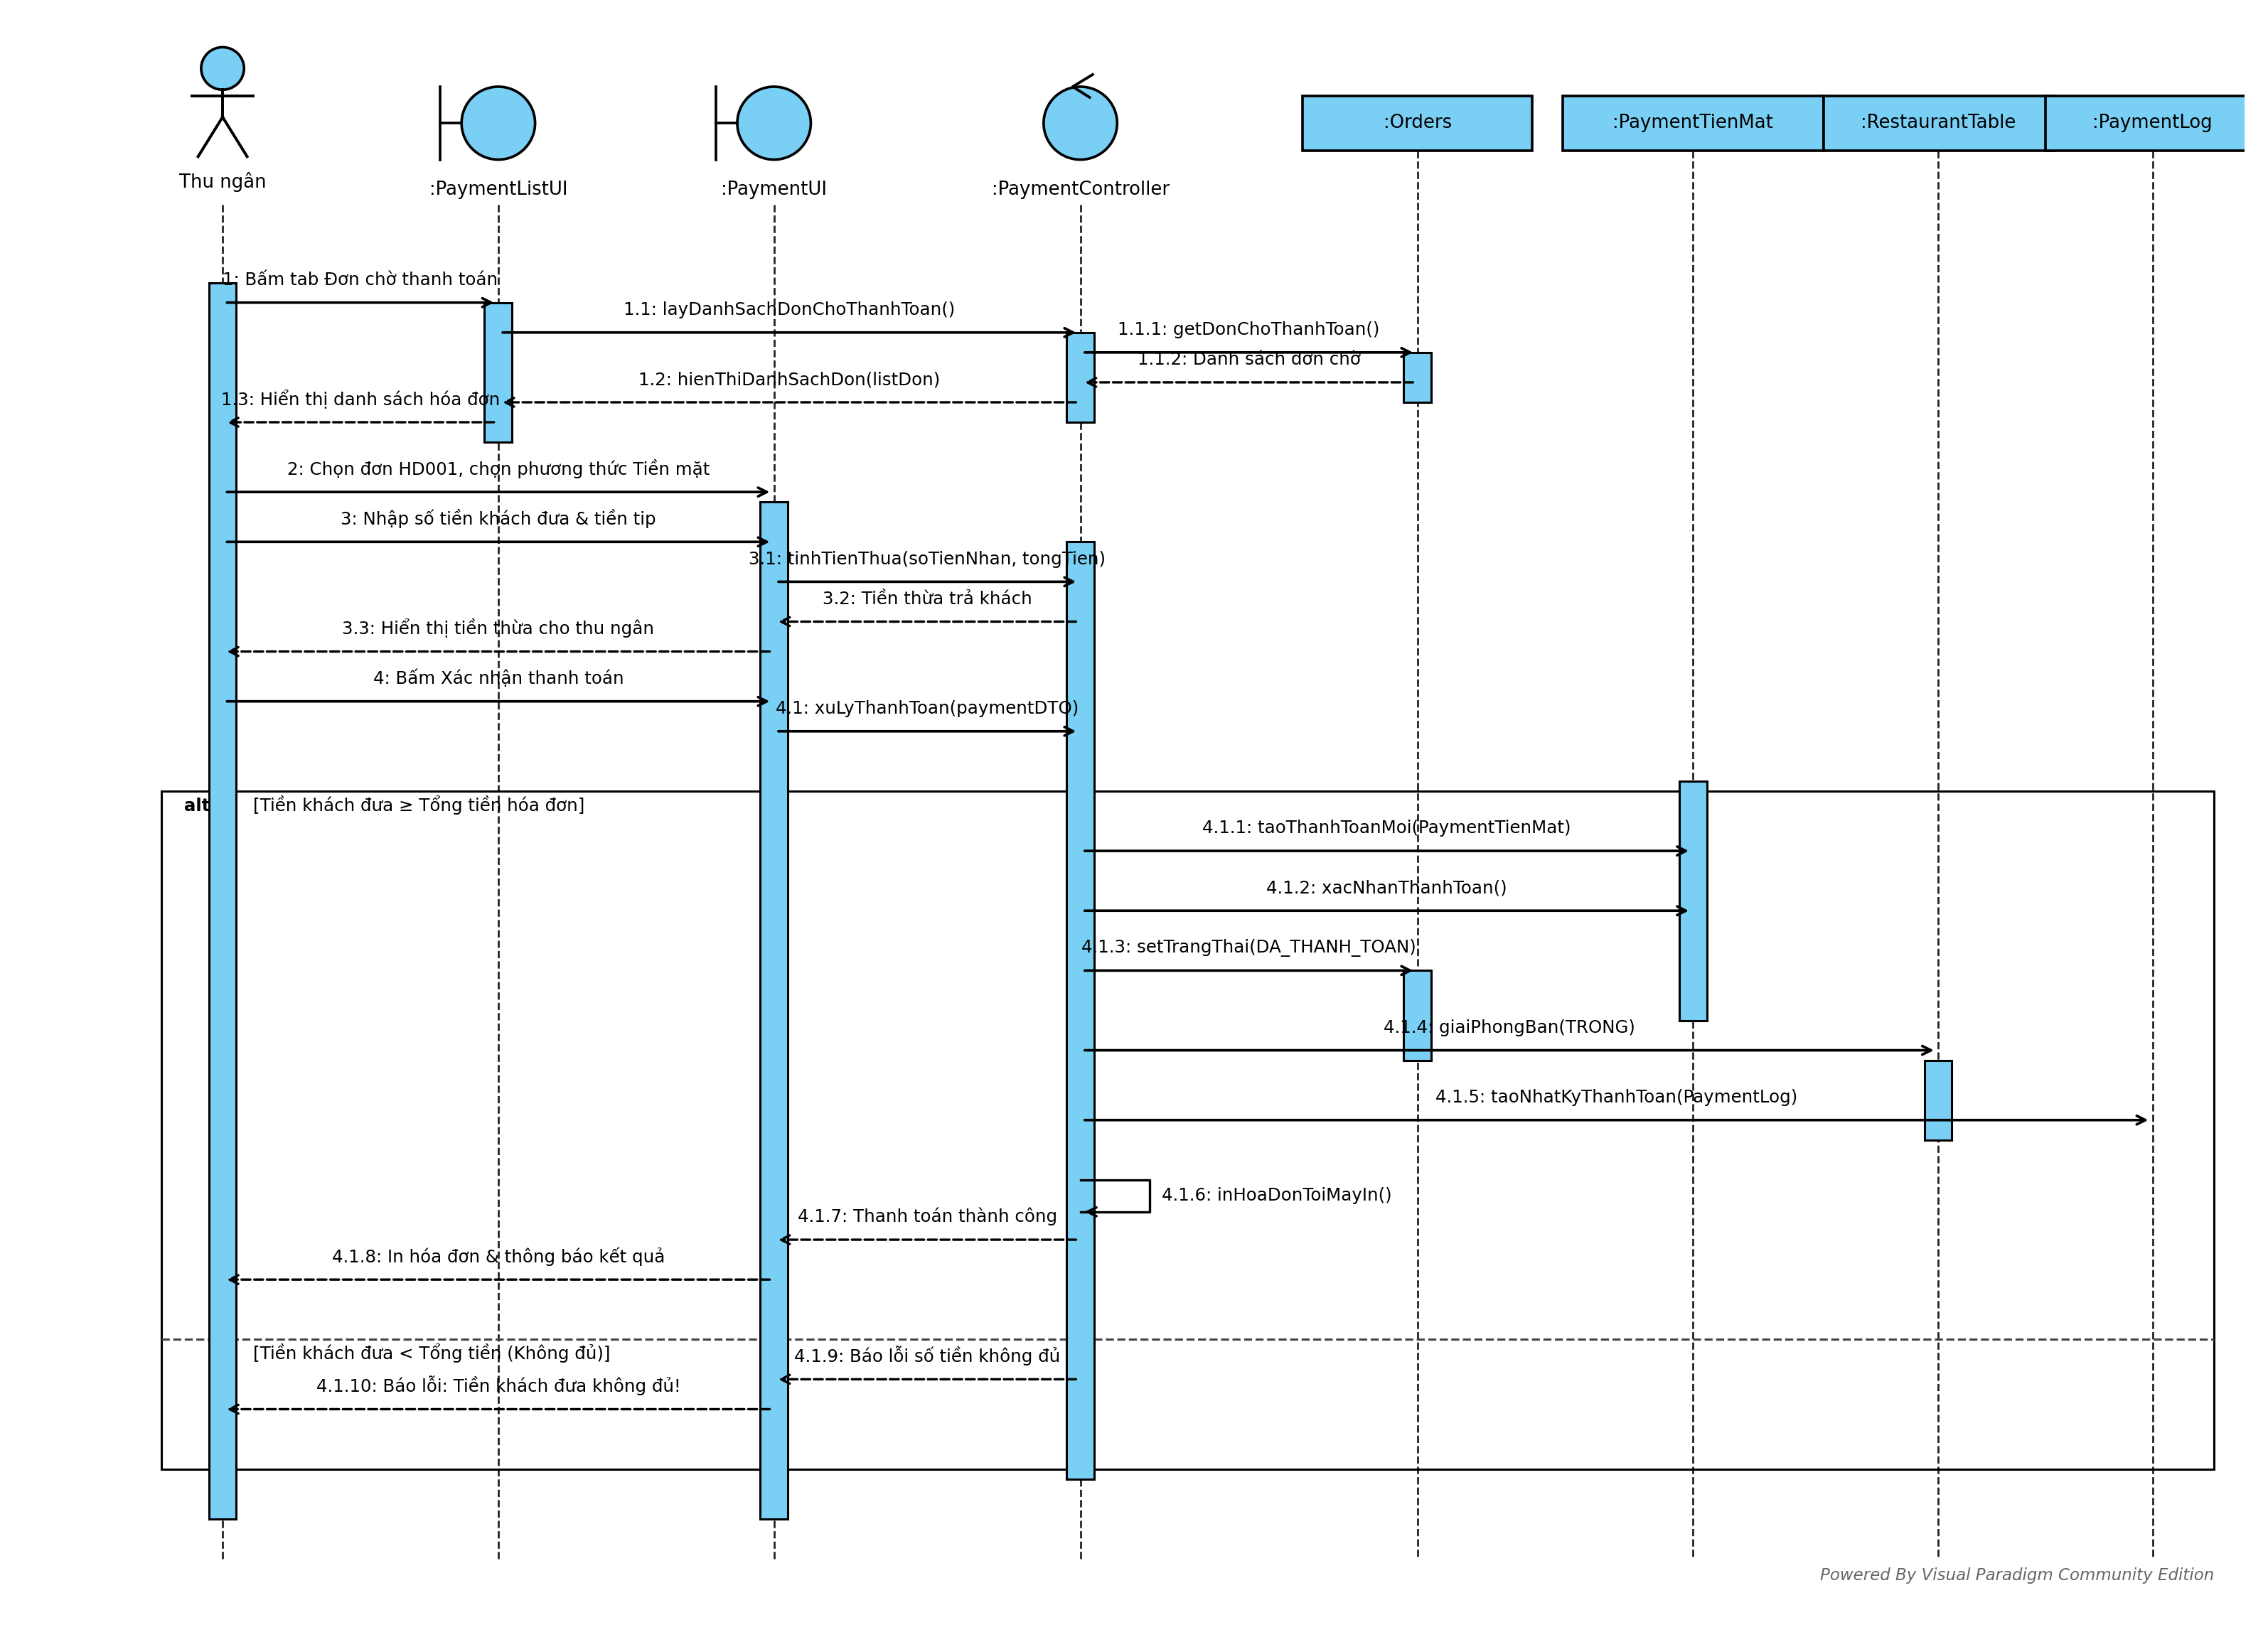 Thu ngân
:PaymentListUI
:PaymentUI
:PaymentController
:Orders
:PaymentTienMat
:RestaurantTable
:PaymentLog
1: Bấm tab Đơn chờ thanh toán
1.1: layDanhSachDonChoThanhToan()
1.1.1: getDonChoThanhToan()
1.1.2: Danh sách đơn chờ
1.2: hienThiDanhSachDon(listDon)
1.3: Hiển thị danh sách hóa đơn
2: Chọn đơn HD001, chọn phương thức Tiền mặt
3: Nhập số tiền khách đưa & tiền tip
3.1: tinhTienThua(soTienNhan, tongTien)
3.2: Tiền thừa trả khách
3.3: Hiển thị tiền thừa cho thu ngân
4: Bấm Xác nhận thanh toán
4.1: xuLyThanhToan(paymentDTO)
alt
[Tiền khách đưa ≥ Tổng tiền hóa đơn]
4.1.1: taoThanhToanMoi(PaymentTienMat)
4.1.2: xacNhanThanhToan()
4.1.3: setTrangThai(DA_THANH_TOAN)
4.1.4: giaiPhongBan(TRONG)
4.1.5: taoNhatKyThanhToan(PaymentLog)
4.1.6: inHoaDonToiMayIn()
4.1.7: Thanh toán thành công
4.1.8: In hóa đơn & thông báo kết quả
[Tiền khách đưa < Tổng tiền (Không đủ)]
4.1.9: Báo lỗi số tiền không đủ
4.1.10: Báo lỗi: Tiền khách đưa không đủ!
Powered By Visual Paradigm Community Edition